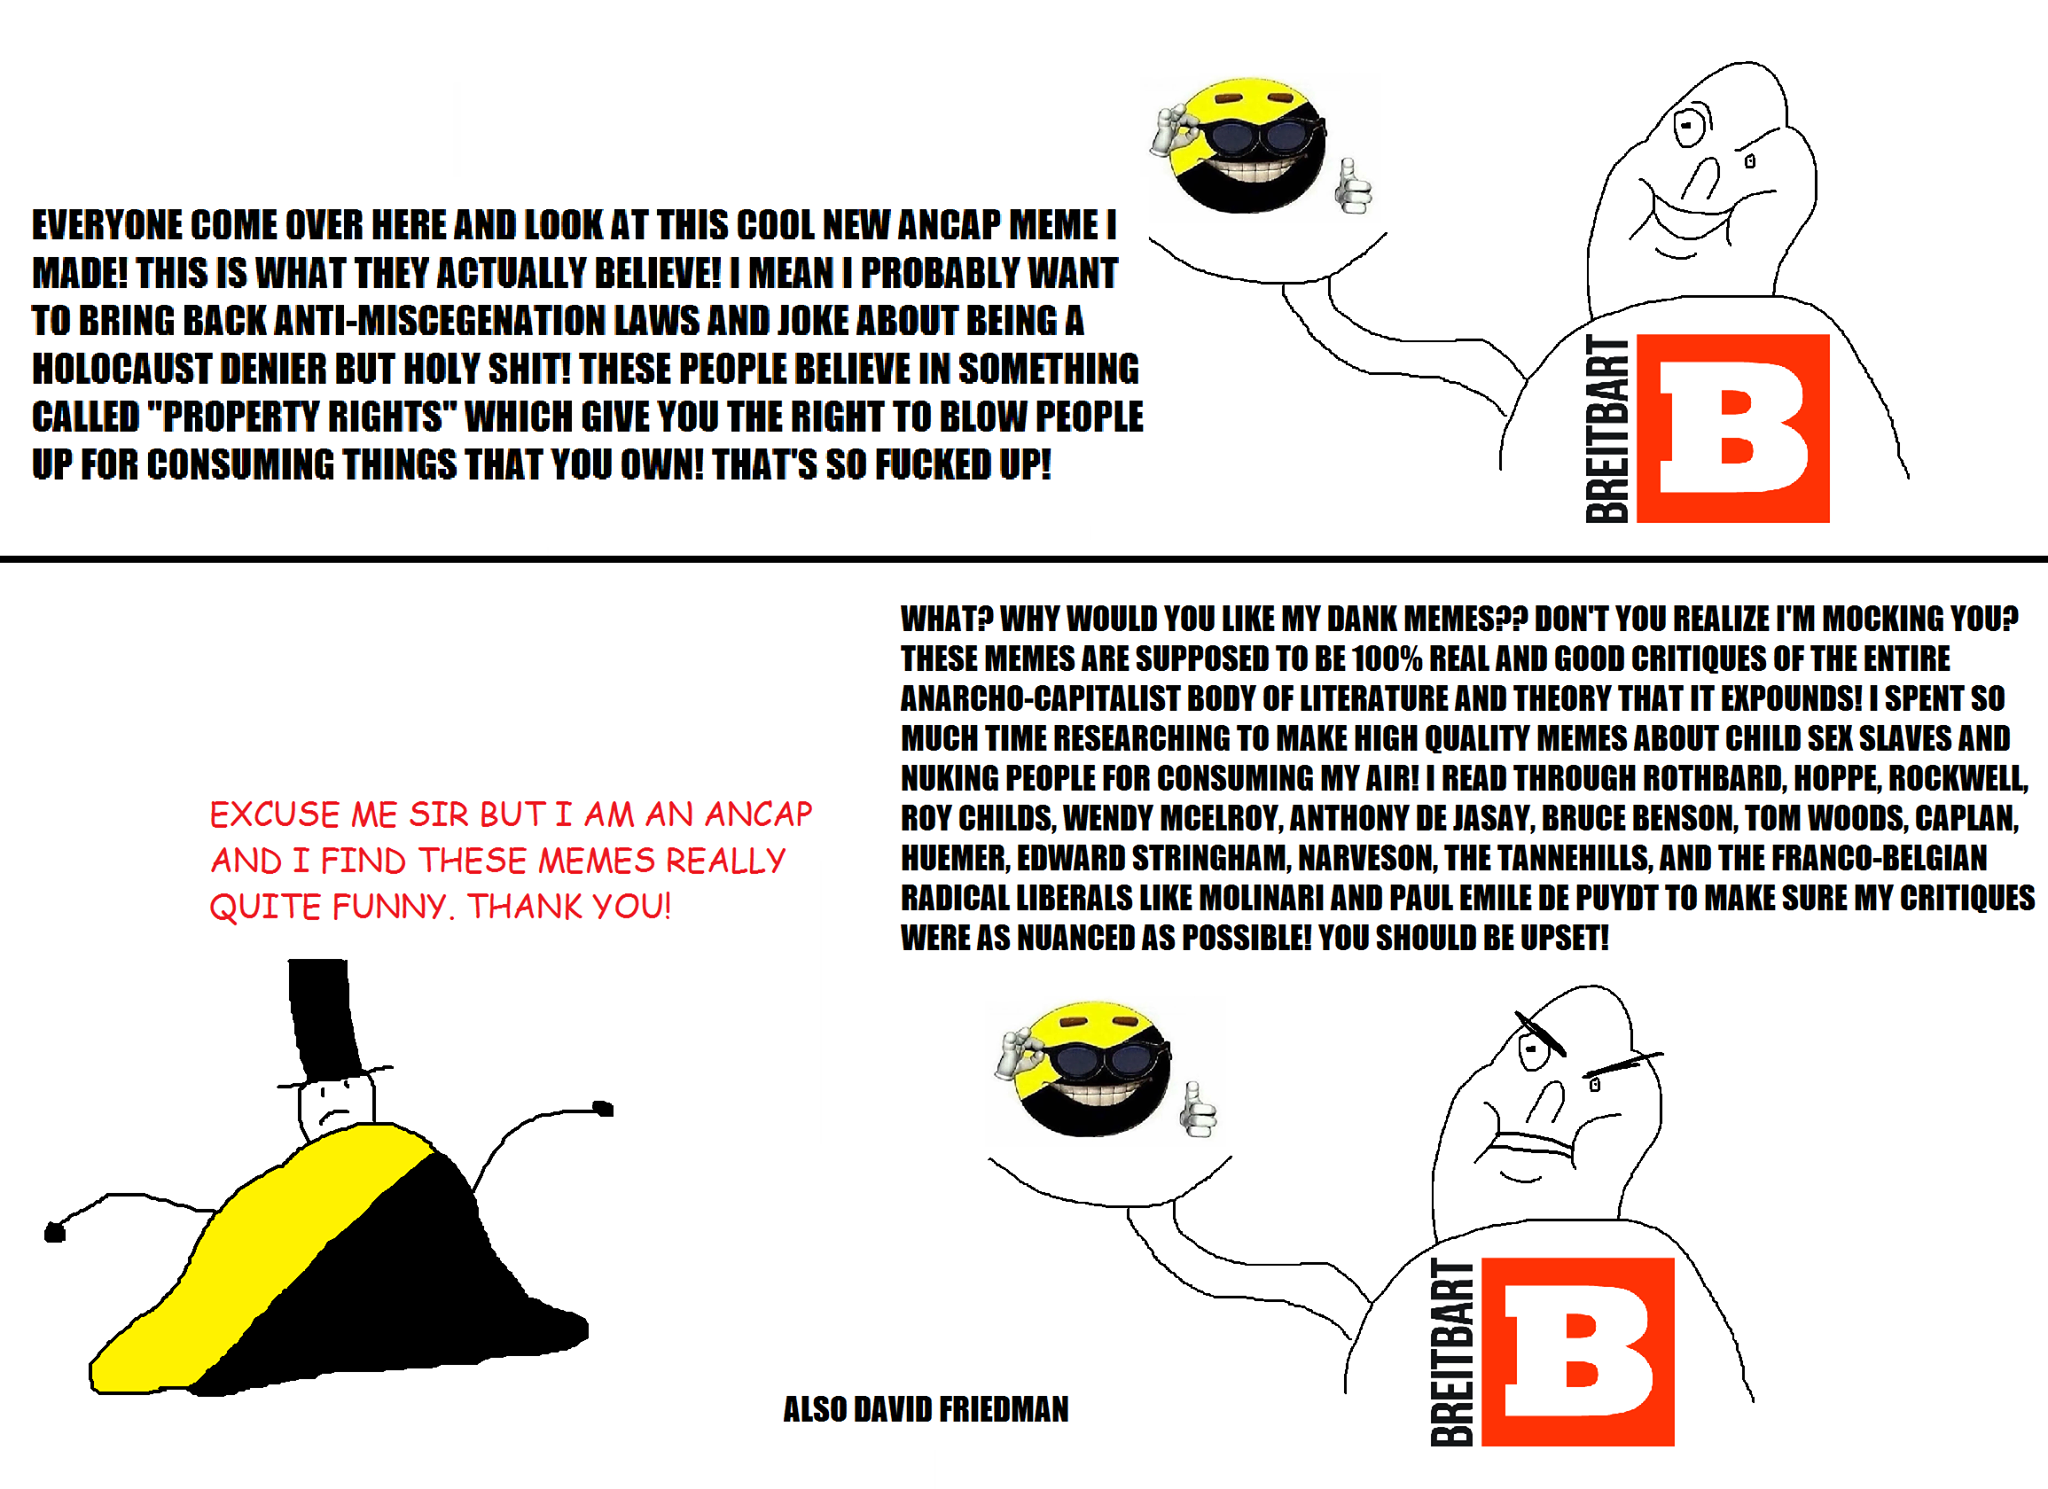 EVERYONE COME OVER HERE AND LOOK AT THIS COOL NEW ANCAP MEME I
MADE! THIS IS WHAT THEY ACTUALLY BELIEVE! I MEAN I PROBABLY WANT
TO BRING BACK ANTI-MISCEGENATION LAWS AND JOKE ABOUT BEING A
HOLOCAUST DENIER BUT HOLY SHIT! THESE PEOPLE BELIEVE IN SOMETHING
CALLED "PROPERTY RIGHTS" WHICH GIVE YOU THE RIGHT TO BLOW PEOPLE
UP FOR CONSUMING THINGS THAT YOU OWN! THAT'S SO FUCKED UP!
BREITBART
B
WHAT? WHY WOULD YOU LIKE MY DANK MEMES?? DON'T YOU REALIZE I'M MOCKING YOU?
THESE MEMES ARE SUPPOSED TO BE 100% REAL AND GOOD CRITIQUES OF THE ENTIRE
ANARCHO-CAPITALIST BODY OF LITERATURE AND THEORY THAT IT EXPOUNDS! I SPENT SO
MUCH TIME RESEARCHING TO MAKE HIGH QUALITY MEMES ABOUT CHILD SEX SLAVES AND
NUKING PEOPLE FOR CONSUMING MY AIR! I READ THROUGH ROTHBARD, HOPPE, ROCKWELL,
ROY CHILDS, WENDY MCELROY, ANTHONY DE JASAY, BRUCE BENSON, TOM WOODS, CAPLAN,
HUEMER, EDWARD STRINGHAM, NARVESON, THE TANNEHILLS, AND THE FRANCO-BELGIAN
RADICAL LIBERALS LIKE MOLINARI AND PAUL EMILE DE PUYDT TO MAKE SURE MY CRITIQUES
WERE AS NUANCED AS POSSIBLE! YOU SHOULD BE UPSET!
EXCUSE ME SIR BUT I AM AN ANCAP
AND I FIND THESE MEMES REALLY
QUITE FUNNY. THANK YOU!
BREITBART
B
ALSO DAVID FRIEDMAN